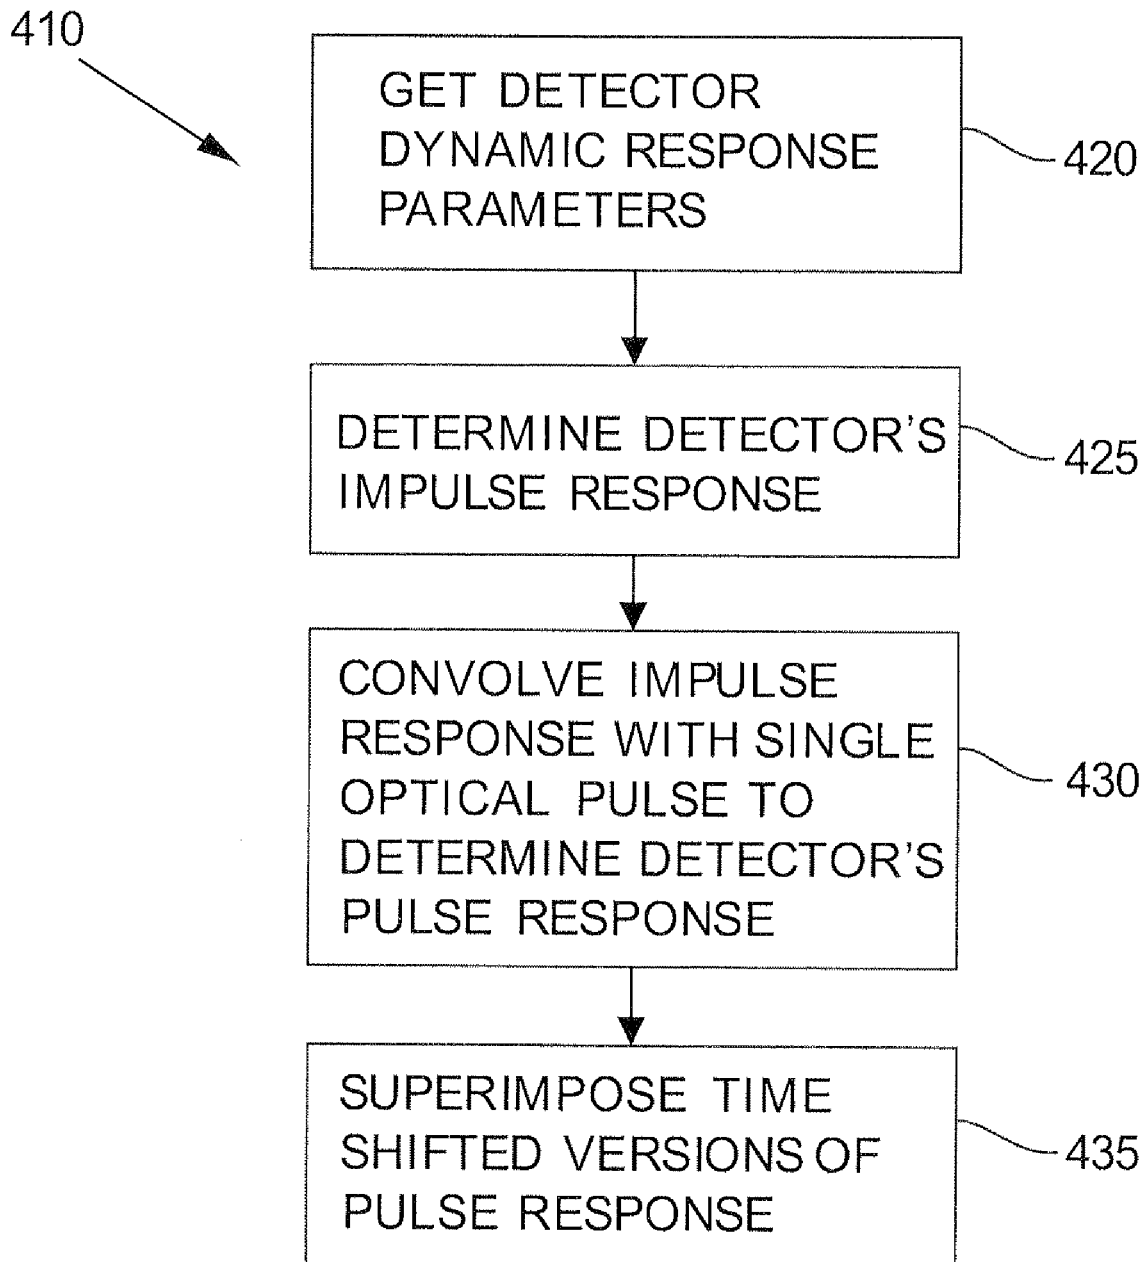 410
GET DETECTOR
DYNAMIC RESPONSE
PARAMETERS
420
DETERMINE DETECTOR'S
IMPULSE RESPONSE
425
CONVOLVE IMPULSE
RESPONSE WITH SINGLE
OPTICAL PULSE TO
DETERMINE DETECTOR'S
PULSE RESPONSE
430
SUPERIMPOSE TIME
SHIFTED VERSIONS OF
PULSE RESPONSE
435